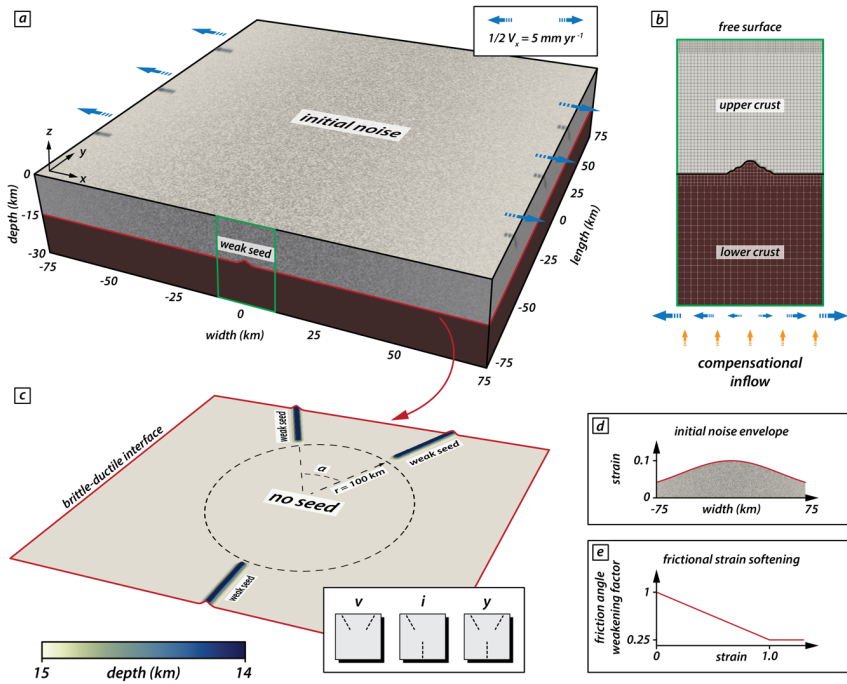 a
1/2 Vx = 5 mm yr-1
initial noise
z
y
x
0
-15
-30
depth (km)
weak seed
-75
-50
-25
0
25
50
75
width (km)
75
50
25
0
-50
-75
length (km)
b
free surface
upper crust
lower crust
compensational
inflow
c
brittle-ductile interface
weak seed
weak seed
α
r = 100 km
no seed
weak seed
v i y
15 14
depth (km)
d
initial noise envelope
strain
0.1
0
-75 75
width (km)
e
frictional strain softening
friction angle
weakening factor
1
0.25
0 1.0
strain